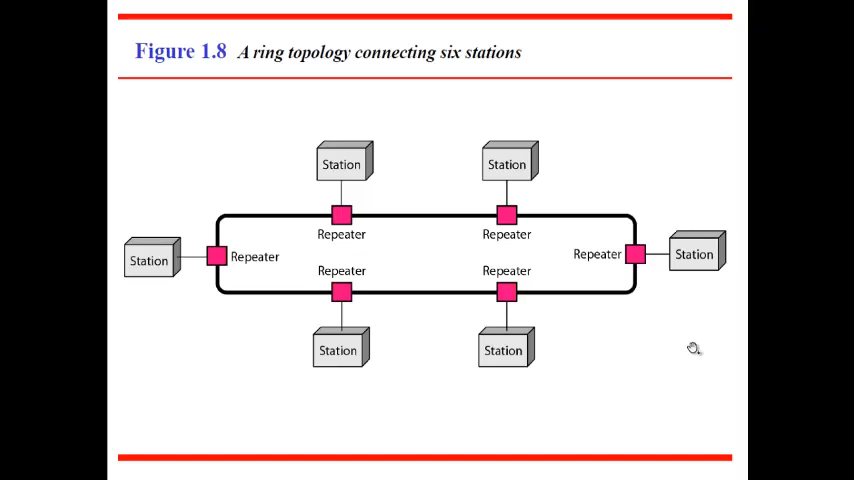 Figure 1.8 A ring topology connecting six stations
Station
Station
Repeater
Repeater
Station
Repeater
Repeater
Station
Repeater
Repeater
Station
Station